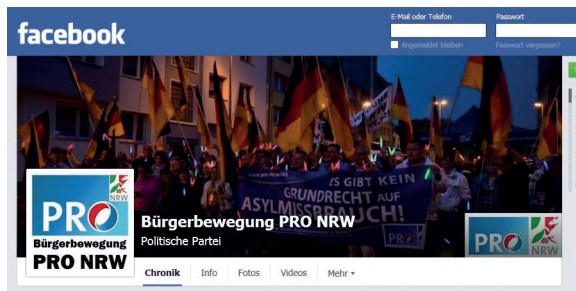 facebook
E-Mail oder Telefon
Passwort
Angemeldet bleiben
Passwort vergessen?
ES GIBT KEIN
GRUNDRECHT AUF
ASYLMISSBRAUCH!
PRO
NRW
Bürgerbewegung
PRO NRW
Bürgerbewegung PRO NRW
Politische Partei
PRO
PRO
NRW
Chronik
Info
Fotos
Videos
Mehr